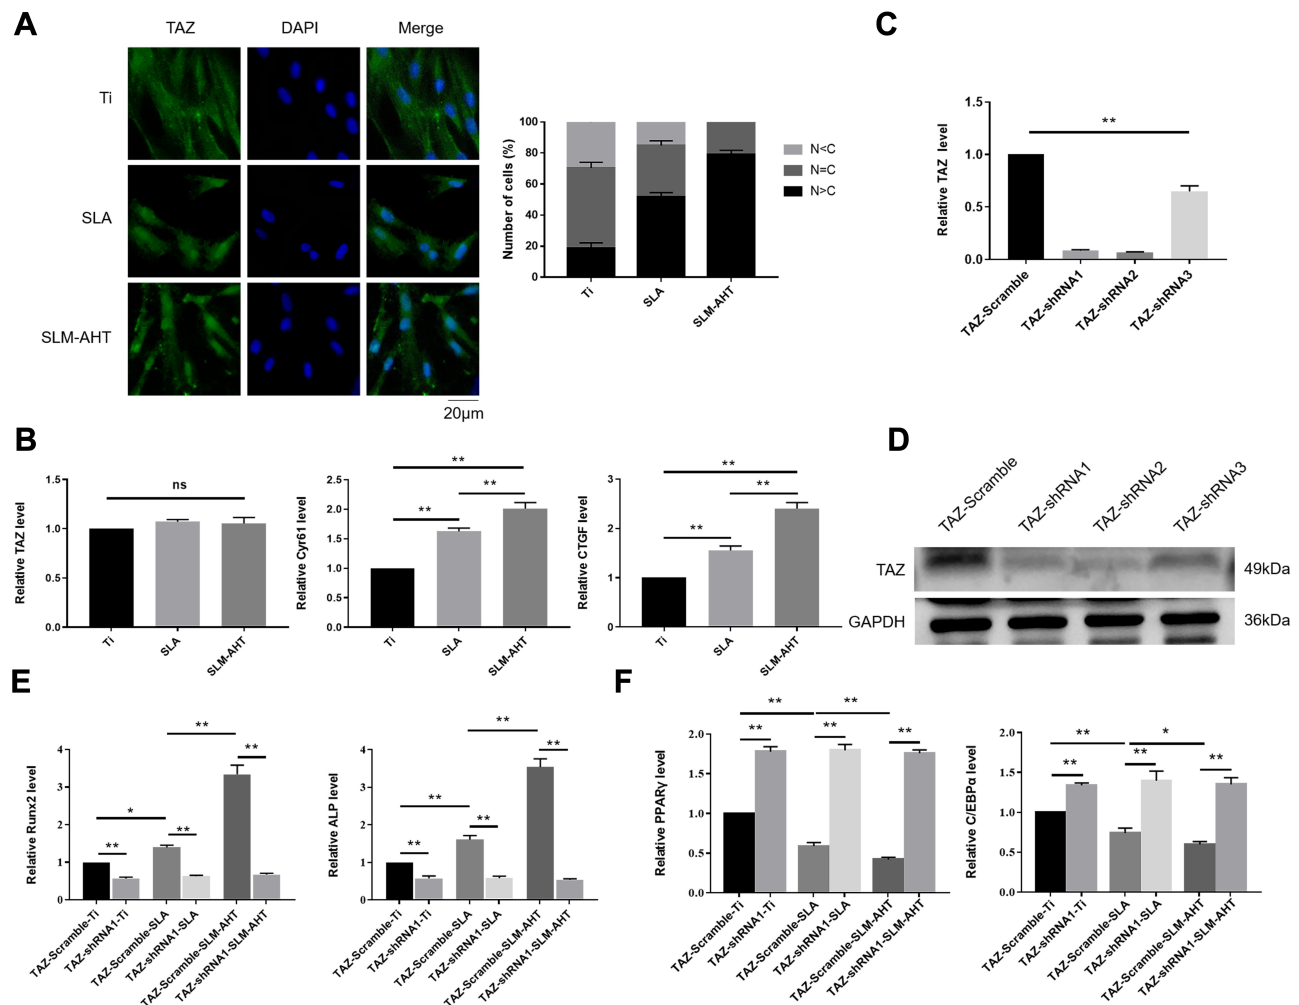 A
TAZ
DAPI
Merge
Ti
SLA
SLM-AHT
20μm
Number of cells (%)
100
80
60
40
20
0
Ti
SLA
SLM-AHT
N<C
N=C
N>C
C
Relative TAZ level
1.5
1.0
0.5
0.0
**
TAZ-Scramble
TAZ-shRNA1
TAZ-shRNA2
TAZ-shRNA3
B
Relative TAZ level
1.5
1.0
0.5
0.0
ns
Ti
SLA
SLM-AHT
Relative Cyr61 level
2.5
2.0
1.5
1.0
0.5
0.0
**
**
**
Ti
SLA
SLM-AHT
Relative CTGF level
3
2
1
0
**
**
**
Ti
SLA
SLM-AHT
D
TAZ-Scramble
TAZ-shRNA1
TAZ-shRNA2
TAZ-shRNA3
TAZ
49kDa
GAPDH
36kDa
E
Relative Runx2 level
4
3
2
1
0
**
**
*
**
**
TAZ-Scramble-Ti
TAZ-shRNA1-Ti
TAZ-Scramble-SLA
TAZ-shRNA1-SLA
TAZ-Scramble-SLM-AHT
TAZ-shRNA1-SLM-AHT
Relative ALP level
4
3
2
1
0
**
**
**
**
**
TAZ-Scramble-Ti
TAZ-shRNA1-Ti
TAZ-Scramble-SLA
TAZ-shRNA1-SLA
TAZ-Scramble-SLM-AHT
TAZ-shRNA1-SLM-AHT
F
Relative PPARγ level
2.0
1.5
1.0
0.5
0.0
**
**
**
**
**
TAZ-Scramble-Ti
TAZ-shRNA1-Ti
TAZ-Scramble-SLA
TAZ-shRNA1-SLA
TAZ-Scramble-SLM-AHT
TAZ-shRNA1-SLM-AHT
Relative C/EBPα level
2.0
1.5
1.0
0.5
0.0
**
*
**
**
**
TAZ-Scramble-Ti
TAZ-shRNA1-Ti
TAZ-Scramble-SLA
TAZ-shRNA1-SLA
TAZ-Scramble-SLM-AHT
TAZ-shRNA1-SLM-AHT